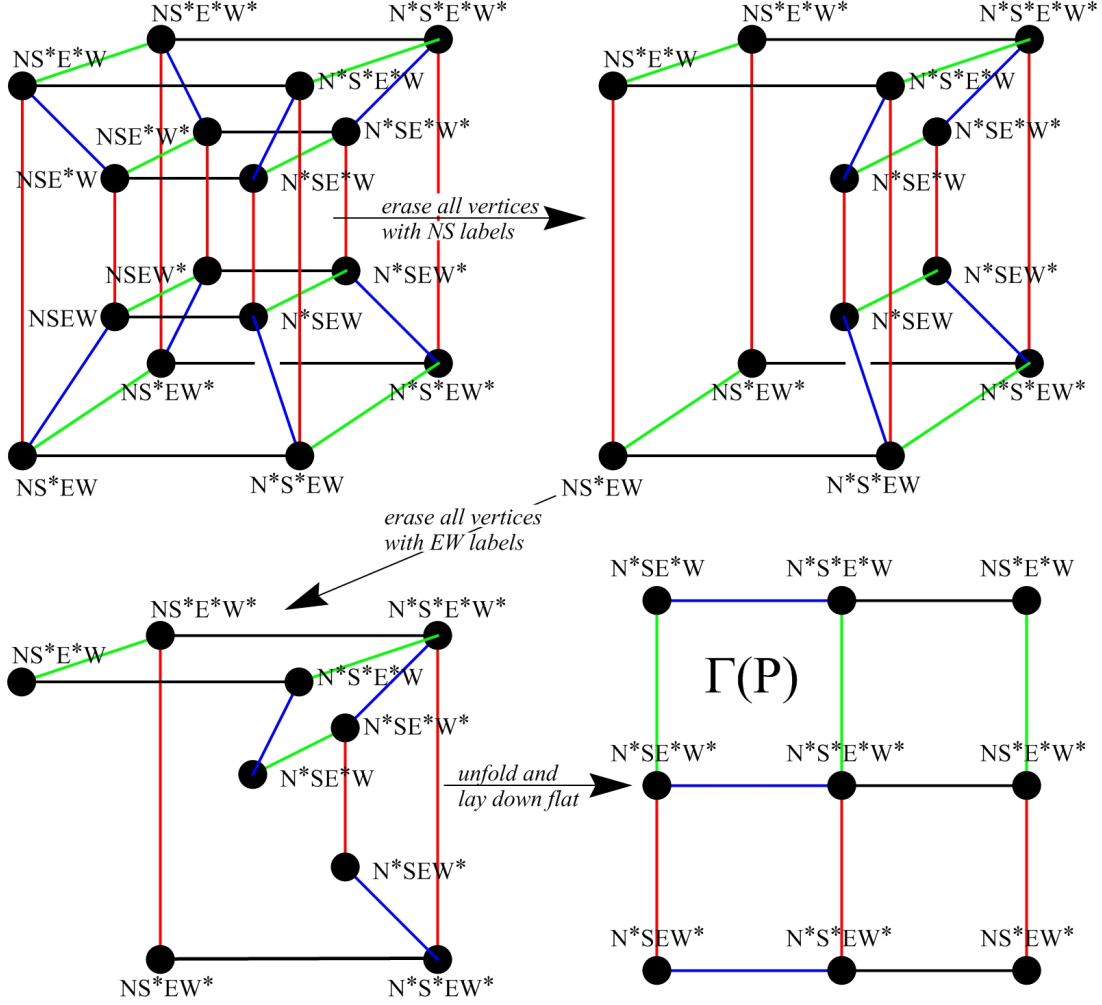 NS*E*W*
N*S*E*W*
NS*E*W*
N*S*E*W*
NS*E*W
N*S*E*W
NS*E*W
N*S*E*W
NSE*W*
N*SE*W*
N*SE*W*
NSE*W
N*SE*W
N*SE*W
erase all vertices
with NS labels
NSEW*
N*SEW*
N*SEW*
NSEW
N*SEW
N*SEW
NS*EW*
N*S*EW*
NS*EW*
N*S*EW*
NS*EW
N*S*EW
NS*EW
N*S*EW
erase all vertices
with EW labels
NS*E*W*
N*S*E*W*
NS*E*W
N*S*E*W
N*SE*W*
N*SE*W
N*SEW*
NS*EW*
N*S*EW*
unfold and
lay down flat
N*SE*W
N*S*E*W
NS*E*W
Γ(P)
N*SE*W*
N*S*E*W*
NS*E*W*
N*SEW*
N*S*EW*
NS*EW*